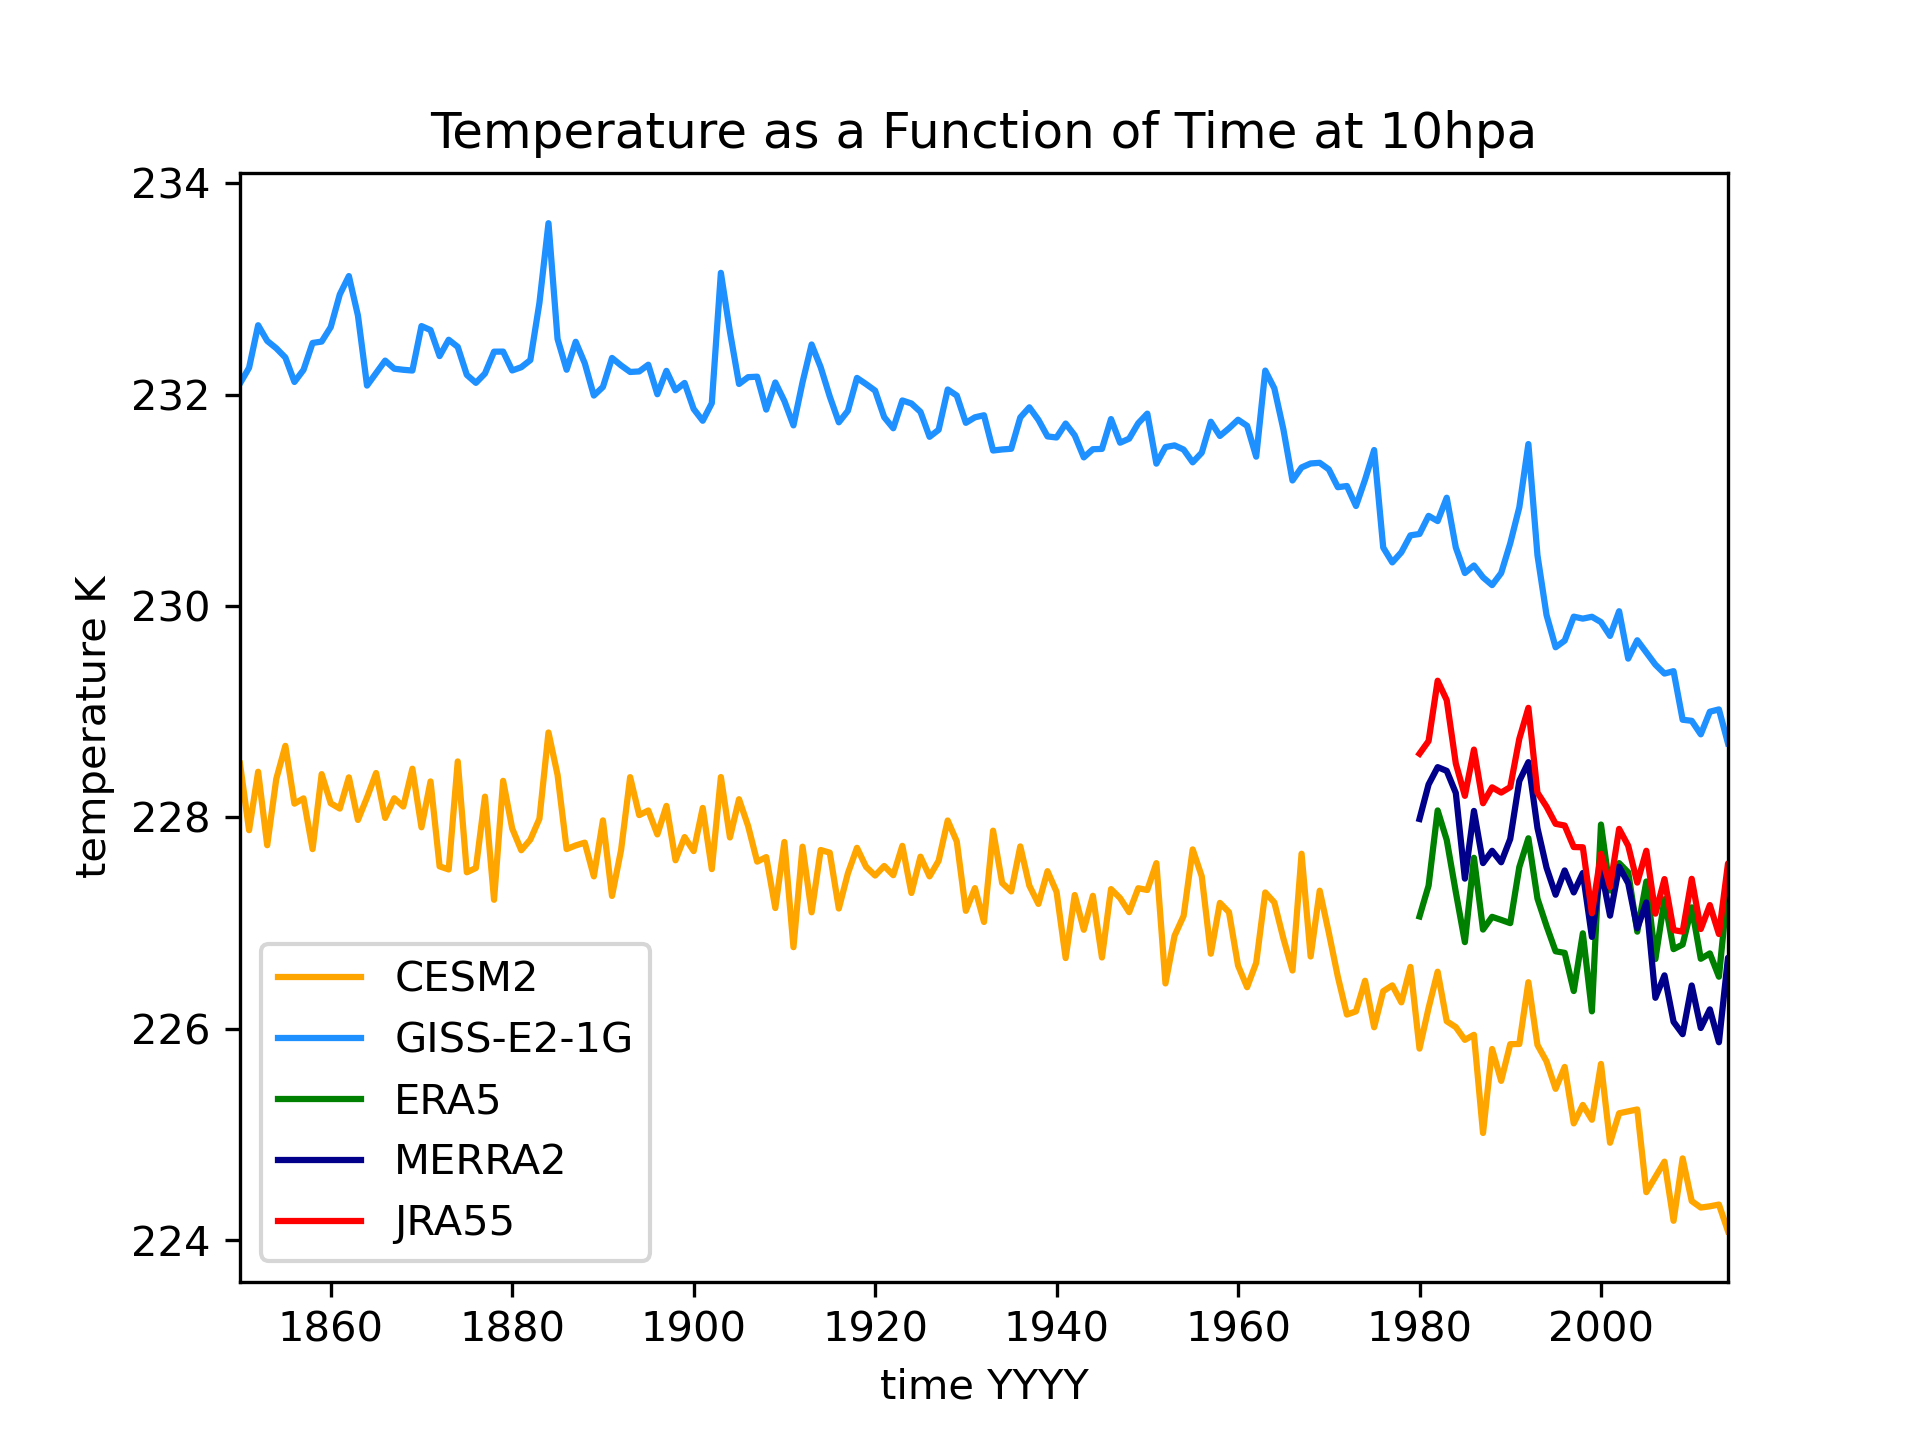 Temperature as a Function of Time at 10hpa
234
232
230
228
226
224
temperature K
CESM2
GISS-E2-1G
ERA5
MERRA2
JRA55
1860 1880 1900 1920 1940 1960 1980 2000
time YYYY